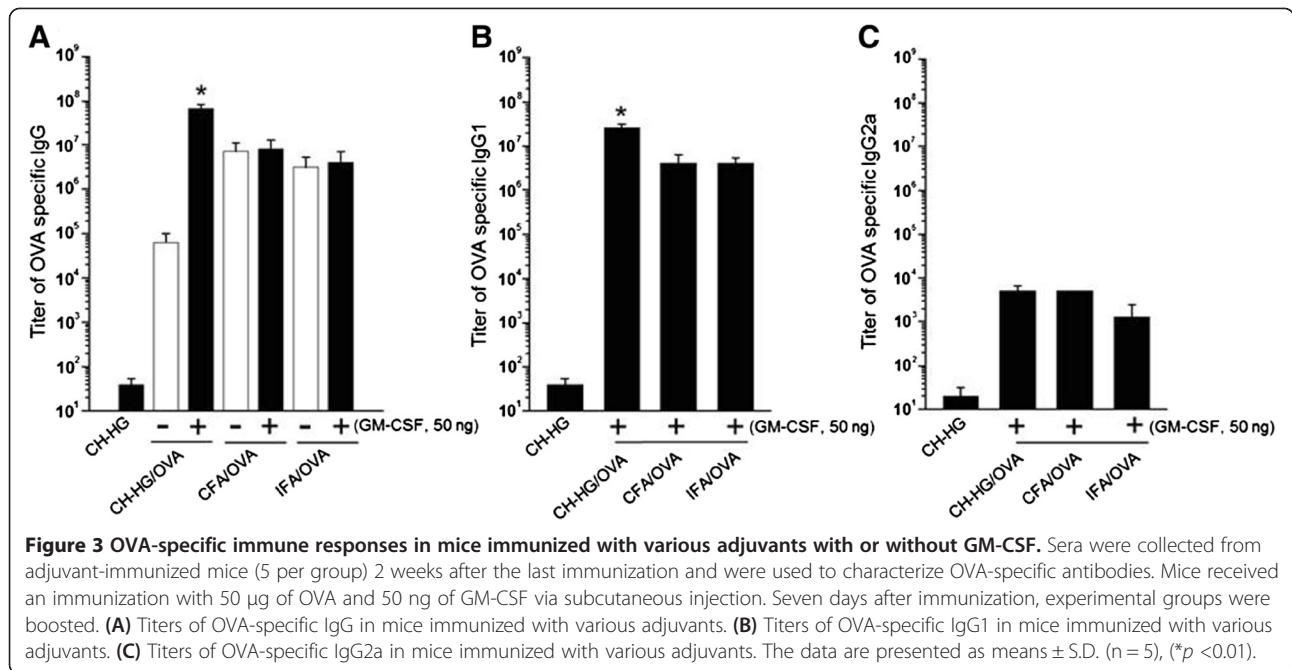 A
Titer of OVA specific IgG
10⁹
10⁸
10⁷
10⁶
10⁵
10⁴
10³
10²
10¹
*
- + - + - + (GM-CSF, 50 ng)
CH-HG
CH-HG/OVA
CFA/OVA
IFA/OVA
B
Titer of OVA specific IgG1
10⁹
10⁸
10⁷
10⁶
10⁵
10⁴
10³
10²
10¹
*
+ + + (GM-CSF, 50 ng)
CH-HG
CH-HG/OVA
CFA/OVA
IFA/OVA
C
Titer of OVA specific IgG2a
10⁹
10⁸
10⁷
10⁶
10⁵
10⁴
10³
10²
10¹
+ + + (GM-CSF, 50 ng)
CH-HG
CH-HG/OVA
CFA/OVA
IFA/OVA
Figure 3 OVA-specific immune responses in mice immunized with various adjuvants with or without GM-CSF. Sera were collected from
adjuvant-immunized mice (5 per group) 2 weeks after the last immunization and were used to characterize OVA-specific antibodies. Mice received
an immunization with 50 μg of OVA and 50 ng of GM-CSF via subcutaneous injection. Seven days after immunization, experimental groups were
boosted. (A) Titers of OVA-specific IgG in mice immunized with various adjuvants. (B) Titers of OVA-specific IgG1 in mice immunized with various
adjuvants. (C) Titers of OVA-specific IgG2a in mice immunized with various adjuvants. The data are presented as means ± S.D. (n = 5), (*p <0.01).